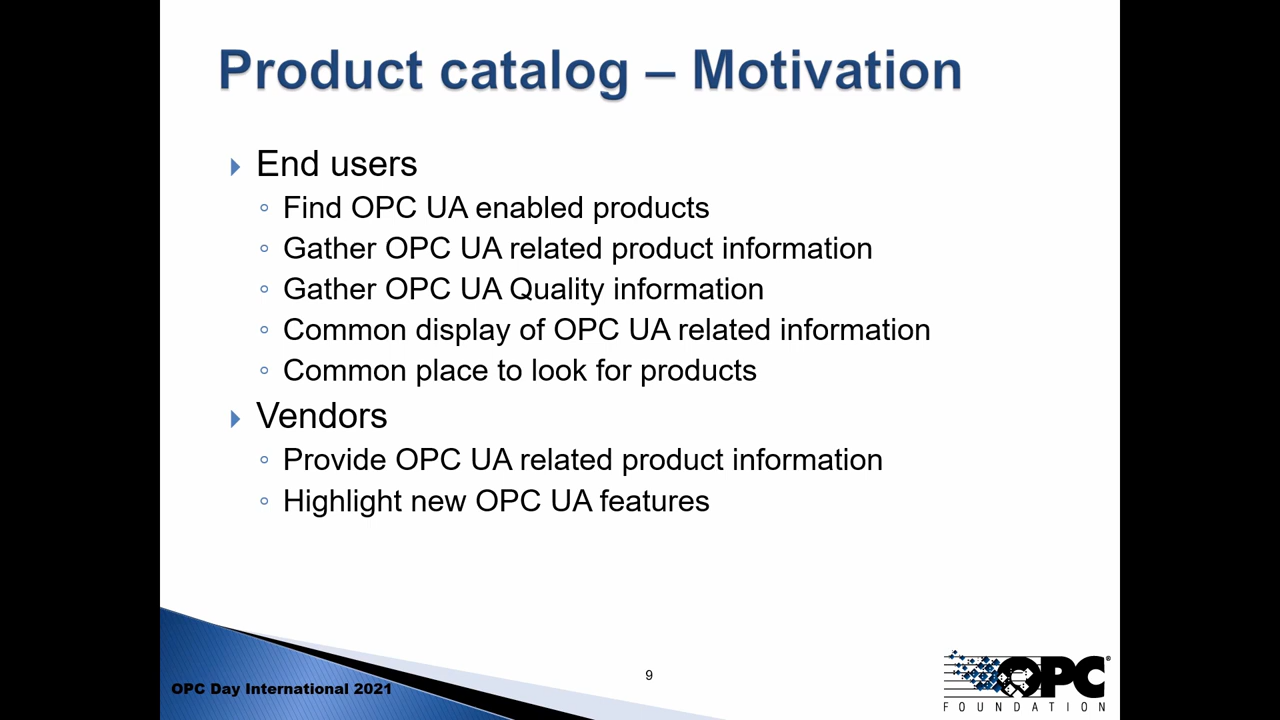 Product catalog – Motivation
End users
Find OPC UA enabled products
Gather OPC UA related product information
Gather OPC UA Quality information
Common display of OPC UA related information
Common place to look for products
Vendors
Provide OPC UA related product information
Highlight new OPC UA features
OPC Day International 2021
9
OPC®
FOUNDATION